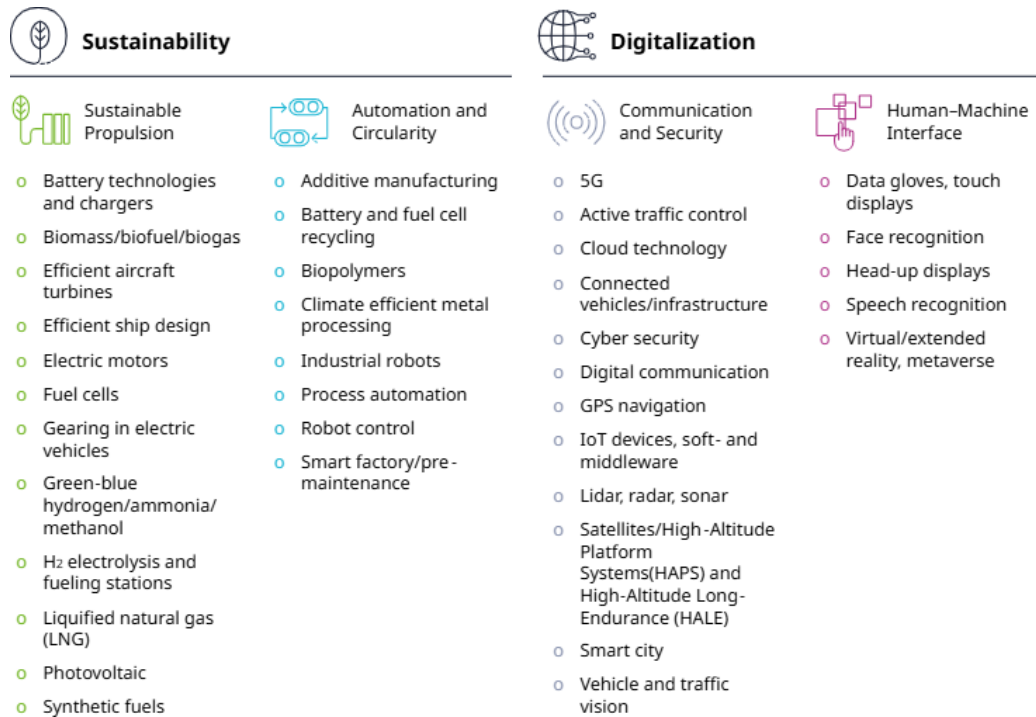 Sustainability
Sustainable
Propulsion
o Battery technologies
and chargers
o Biomass/biofuel/biogas
o Efficient aircraft
turbines
o Efficient ship design
o Electric motors
o Fuel cells
o Gearing in electric
vehicles
o Green-blue
hydrogen/ammonia/
methanol
o H2 electrolysis and
fueling stations
o Liquified natural gas
(LNG)
o Photovoltaic
o Synthetic fuels
Automation and
Circularity
o Additive manufacturing
o Battery and fuel cell
recycling
o Biopolymers
o Climate efficient metal
processing
o Industrial robots
o Process automation
o Robot control
o Smart factory/pre-
maintenance
Digitalization
Communication
and Security
o 5G
o Active traffic control
o Cloud technology
o Connected
vehicles/infrastructure
o Cyber security
o Digital communication
o GPS navigation
o IoT devices, soft- and
middleware
o Lidar, radar, sonar
o Satellites/High-Altitude
Platform
Systems(HAPS) and
High-Altitude Long-
Endurance (HALE)
o Smart city
o Vehicle and traffic
vision
Human–Machine
Interface
o Data gloves, touch
displays
o Face recognition
o Head-up displays
o Speech recognition
o Virtual/extended
reality, metaverse